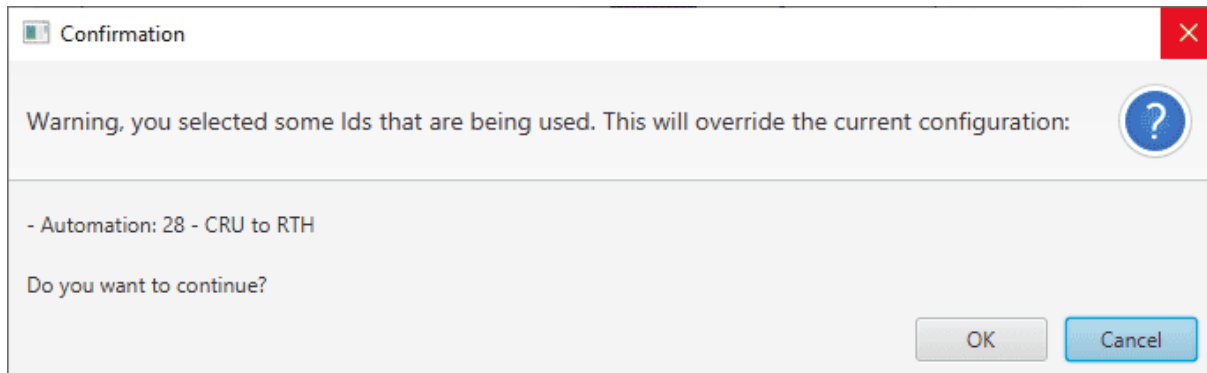 Confirmation
Warning, you selected some Ids that are being used. This will override the current configuration:
- Automation: 28 - CRU to RTH
Do you want to continue?
OK Cancel